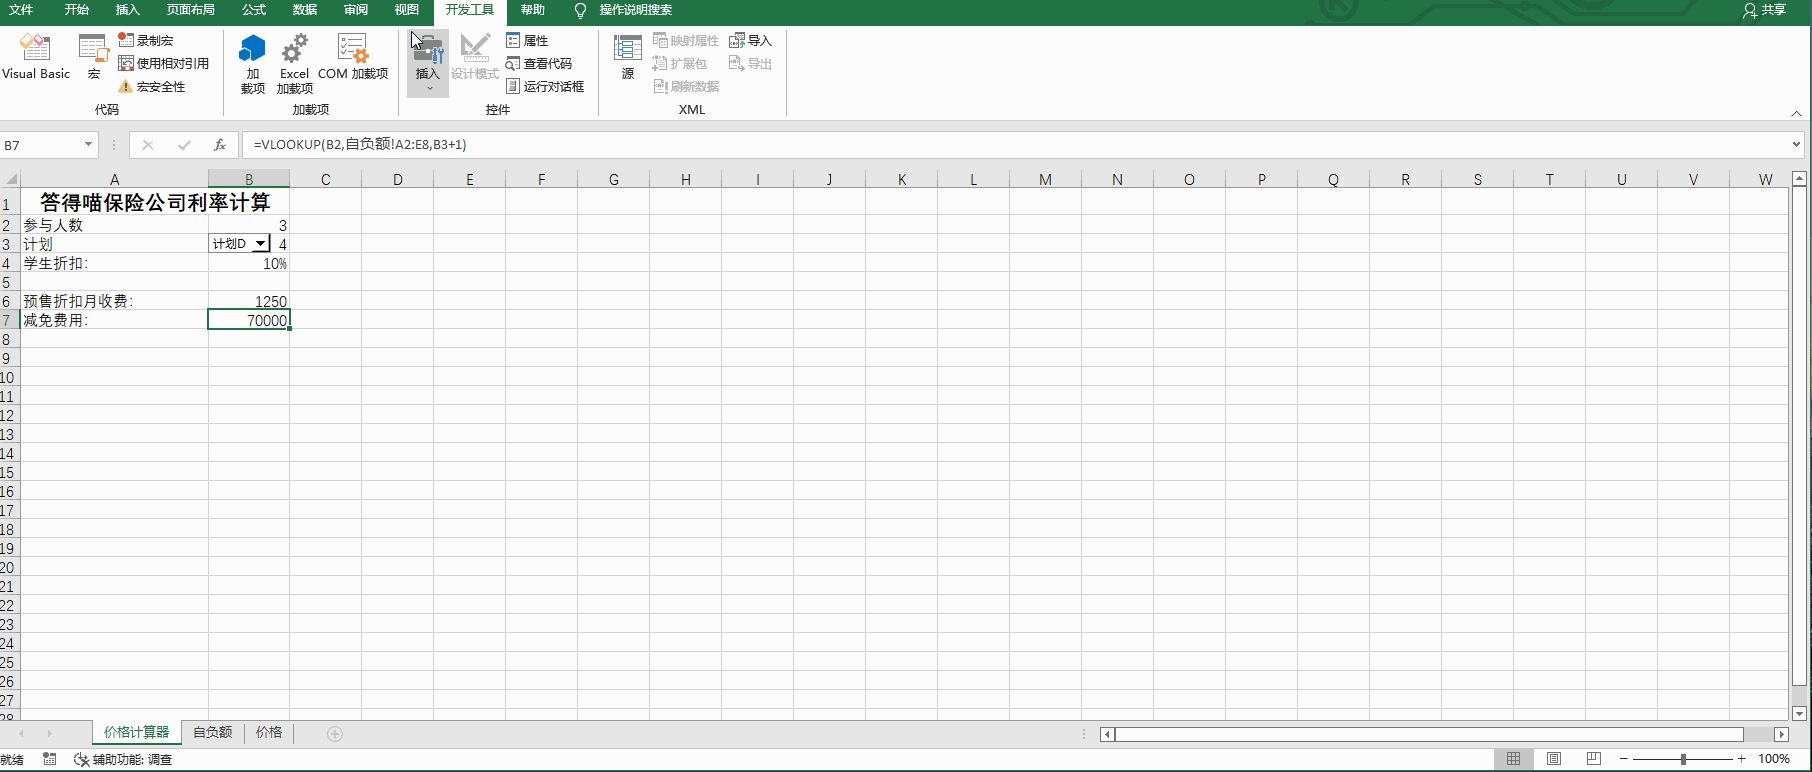 文件 开始 插入 页面布局 公式 数据 审阅 视图 开发工具 帮助 操作说明搜索 共享
Visual Basic 宏 录制宏 使用相对引用 宏安全性
加载项 Excel 加载项 COM 加载项
插入 设计模式 属性 查看代码 运行对话框
源 映射属性 扩展包 刷新数据 导入 导出
代码 加载项 控件 XML
B7 fx =VLOOKUP(B2,自负额!A2:E8,B3+1)
A B C D E F G H I J K L M N O P Q R S T U V W
1 答得喵保险公司利率计算
2 参与人数 3
3 计划 计划D 4
4 学生折扣: 10%
5
6 预售折扣月收费: 1250
7 减免费用: 70000
8
9
10
11
12
13
14
15
16
17
18
19
20
21
22
23
24
25
26
27
28
价格计算器 自负额 价格
就绪 辅助功能: 调查 100%